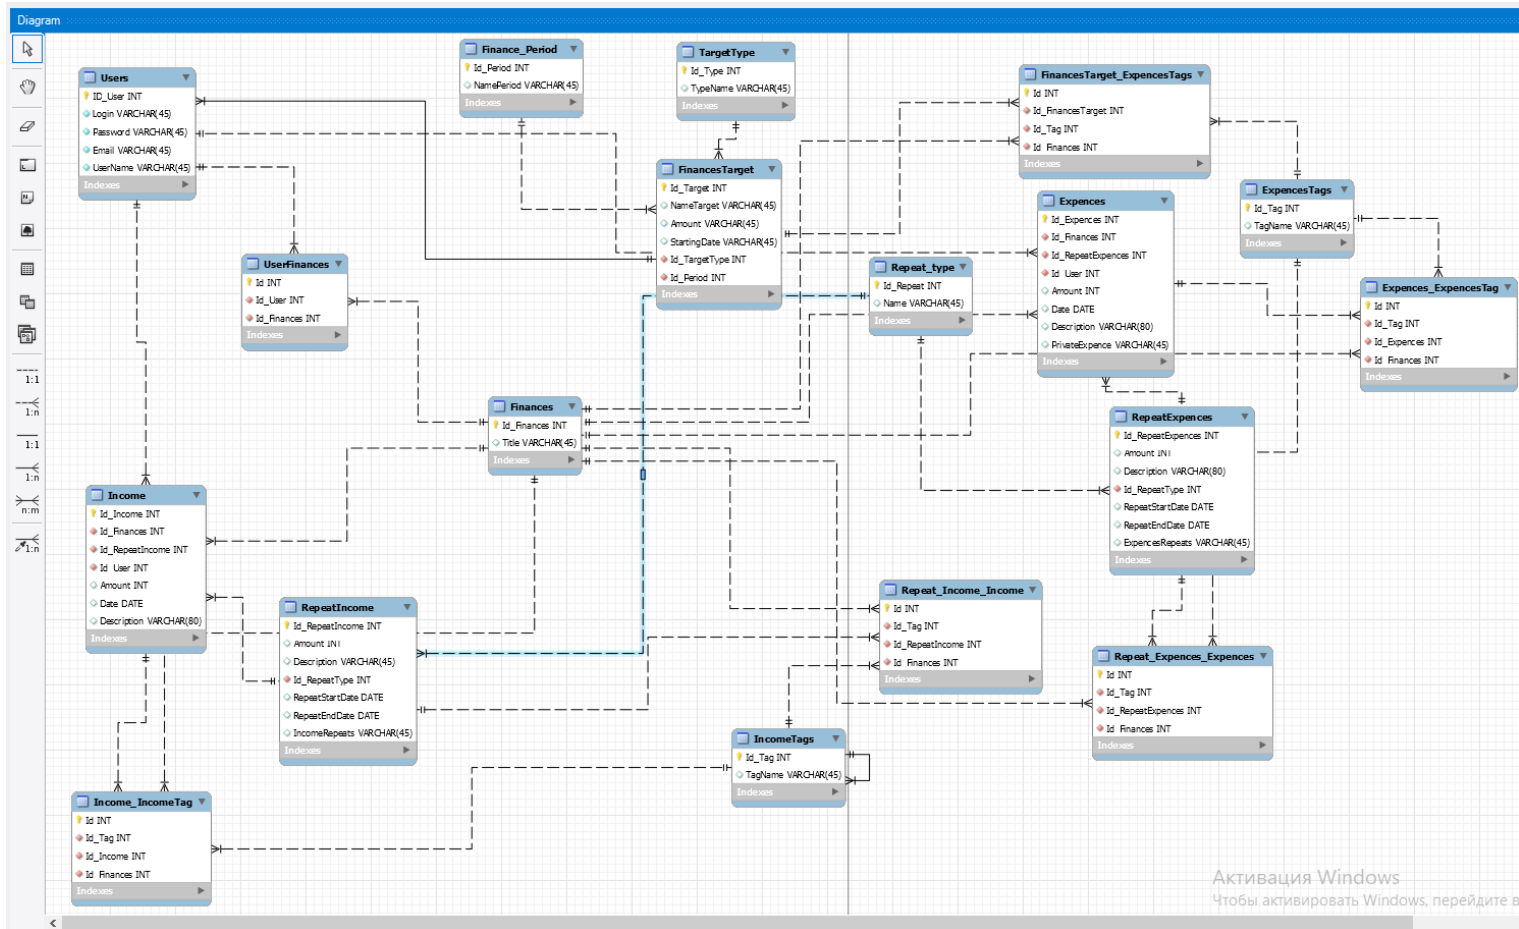 Diagram
Finance_Period
Id_Period INT
NamePeriod VARCHAR(45)
Indexes
TargetType
Id_Type INT
TypeName VARCHAR(45)
Indexes
Users
ID_User INT
Login VARCHAR(45)
Password VARCHAR(45)
Email VARCHAR(45)
UserName VARCHAR(45)
Indexes
FinancesTarget_ExpencesTags
Id INT
Id_FinancesTarget INT
Id_Tag INT
Id_Finances INT
Indexes
FinancesTarget
Id_Target INT
NameTarget VARCHAR(45)
Amount VARCHAR(45)
StartingDate VARCHAR(45)
Id_TargetType INT
Id_Period INT
Indexes
Expences
Id_Expences INT
Id_Finances INT
Id_RepeatExpences INT
Id_User INT
Amount INT
Date DATE
Description VARCHAR(80)
PrivateExpence VARCHAR(45)
Indexes
ExpencesTags
Id_Tag INT
TagName VARCHAR(45)
Indexes
UserFinances
Id INT
Id_User INT
Id_Finances INT
Indexes
Repeat_type
Id_Repeat INT
Name VARCHAR(45)
Indexes
Expences_ExpencesTag
Id INT
Id_Tag INT
Id_Expences INT
Id_Finances INT
Indexes
1:1
1:n
1:1
1:n
n:m
1:n
Finances
Id_Finances INT
Title VARCHAR(45)
Indexes
RepeatExpences
Id_RepeatExpences INT
Amount INT
Description VARCHAR(80)
Id_RepeatType INT
RepeatStartDate DATE
RepeatEndDate DATE
ExpencesRepeats VARCHAR(45)
Indexes
Income
Id_Income INT
Id_Finances INT
Id_RepeatIncome INT
Id_User INT
Amount INT
Date DATE
Description VARCHAR(80)
Indexes
RepeatIncome
Id_RepeatIncome INT
Amount INT
Description VARCHAR(45)
Id_RepeatType INT
RepeatStartDate DATE
RepeatEndDate DATE
IncomeRepeats VARCHAR(45)
Indexes
Repeat_Income_Income
Id INT
Id_Tag INT
Id_RepeatIncome INT
Id_Finances INT
Indexes
Repeat_Expences_Expences
Id INT
Id_Tag INT
Id_RepeatExpences INT
Id_Finances INT
Indexes
IncomeTags
Id_Tag INT
TagName VARCHAR(45)
Indexes
Income_IncomeTag
Id INT
Id_Tag INT
Id_Income INT
Id_Finances INT
Indexes
Активация Windows
Чтобы активировать Windows, перейдите в